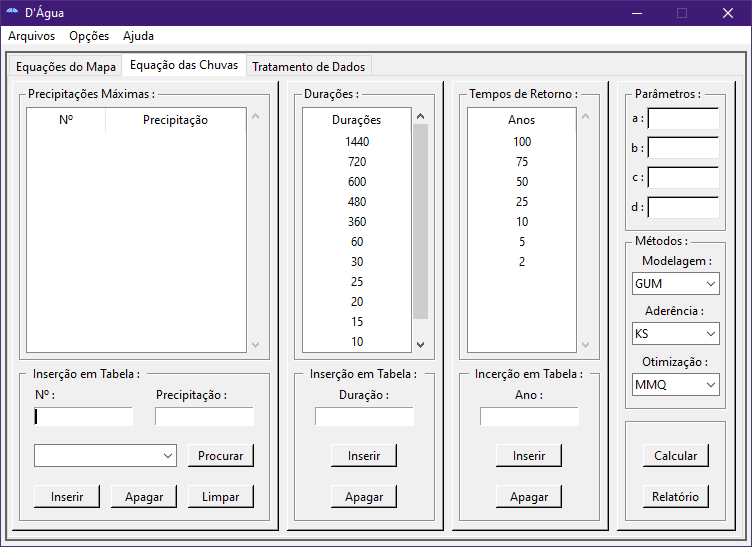 D'Água
Arquivos Opções Ajuda
Equações do Mapa Equação das Chuvas Tratamento de Dados
Precipitações Máximas :
Nº Precipitação
Inserção em Tabela :
Nº : Precipitação :
Procurar
Inserir Apagar Limpar
Durações :
Durações
1440
720
600
480
360
60
30
25
20
15
10
Inserção em Tabela :
Duração :
Inserir
Apagar
Tempos de Retorno :
Anos
100
75
50
25
10
5
2
Incerção em Tabela :
Ano :
Inserir
Apagar
Parâmetros :
a :
b :
c :
d :
Métodos :
Modelagem :
GUM
Aderência :
KS
Otimização :
MMQ
Calcular
Relatório